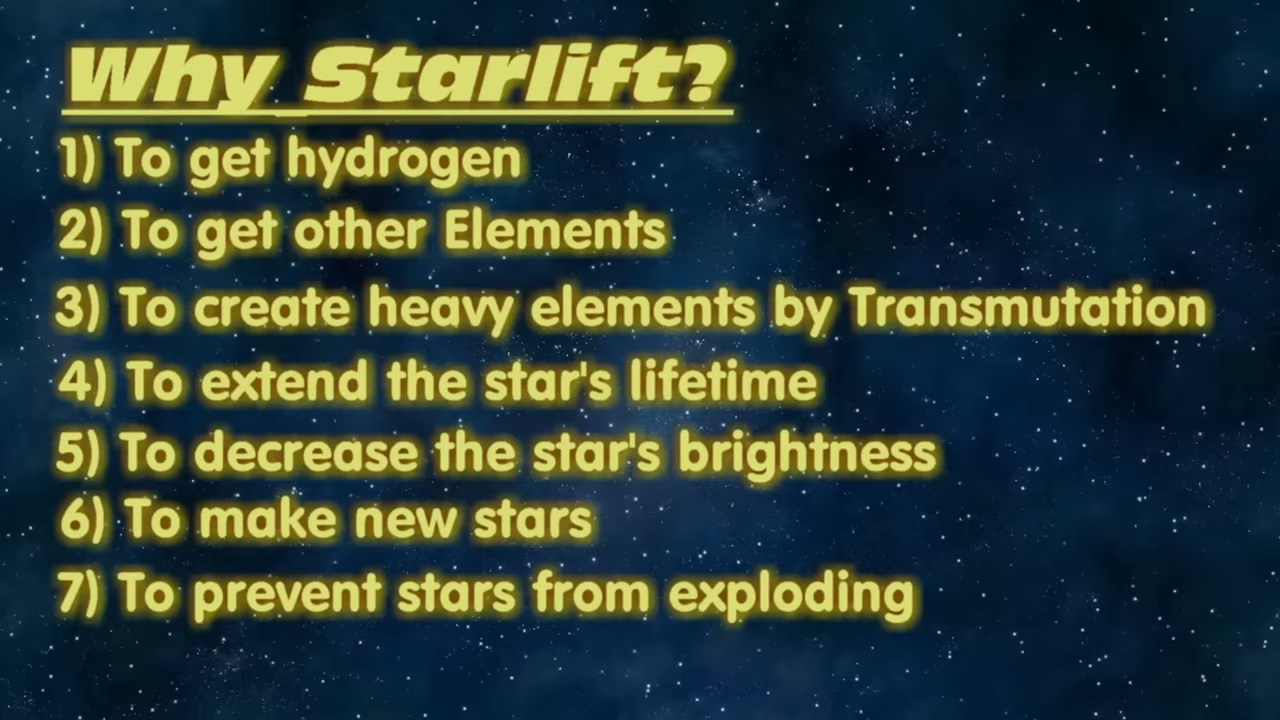 Why Starlift?
1) To get hydrogen
2) To get other Elements
3) To create heavy elements by Transmutation
4) To extend the star's lifetime
5) To decrease the star's brightness
6) To make new stars
7) To prevent stars from exploding